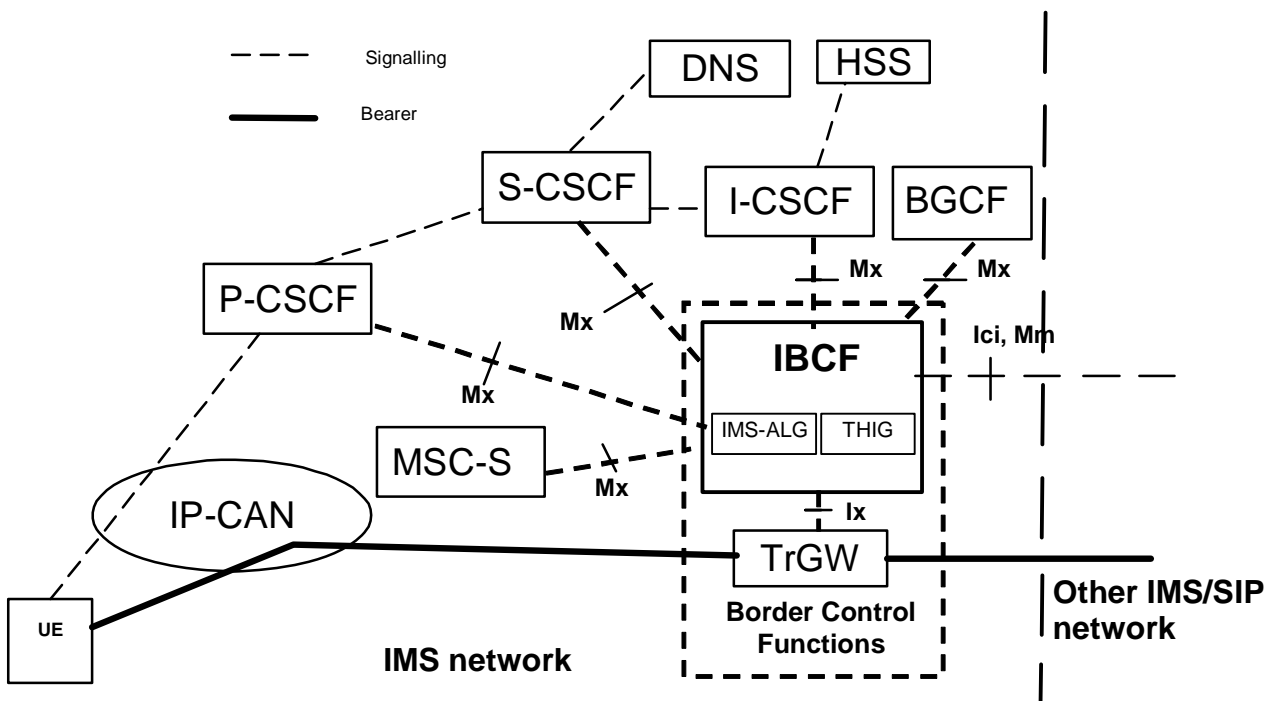 Signalling
Bearer
DNS
HSS
S-CSCF
I-CSCF
BGCF
P-CSCF
Mx
Mx
Mx
Mx
Ici, Mm
IBCF
IMS-ALG
THIG
MSC-S
Mx
IP-CAN
Ix
TrGW
UE
Border Control
Functions
Other IMS/SIP
network
IMS network